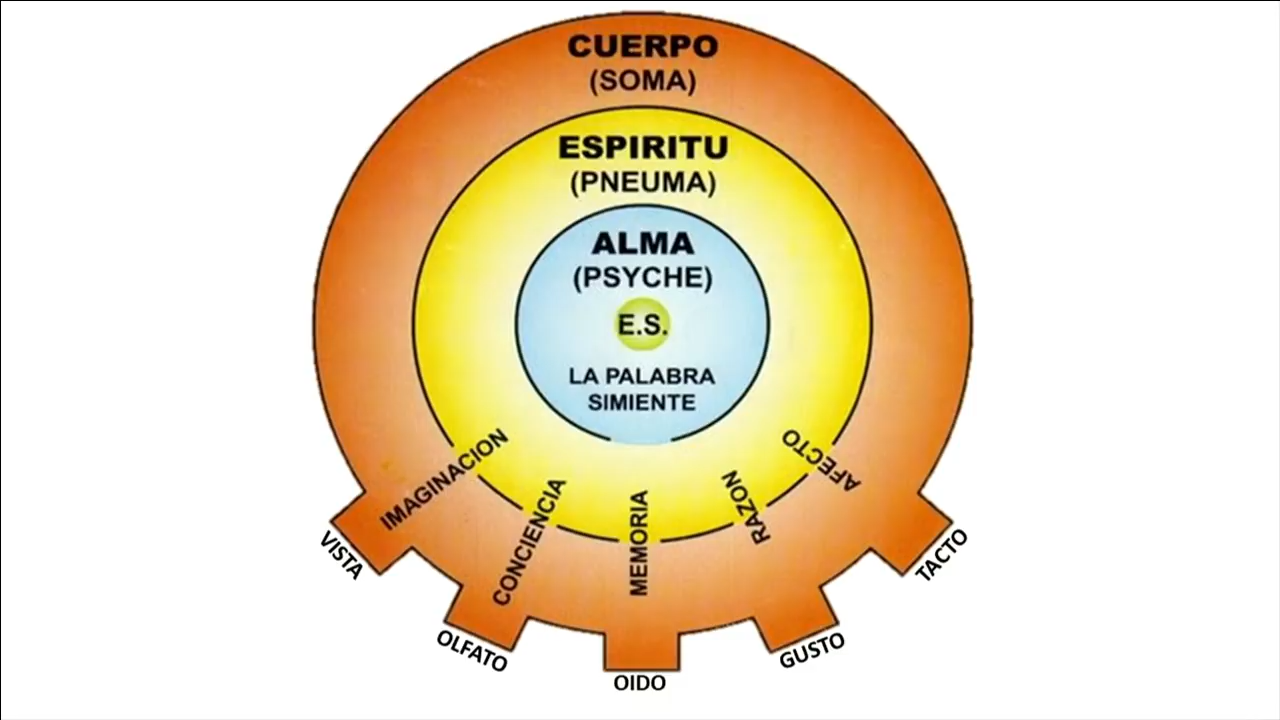 CUERPO
(SOMA)
ESPIRITU
(PNEUMA)
ALMA
(PSYCHE)
E.S.
LA PALABRA
SIMIENTE
IMAGINACION
CONCIENCIA
MEMORIA
RAZON
AFECTO
VISTA
OLFATO
OIDO
GUSTO
TACTO